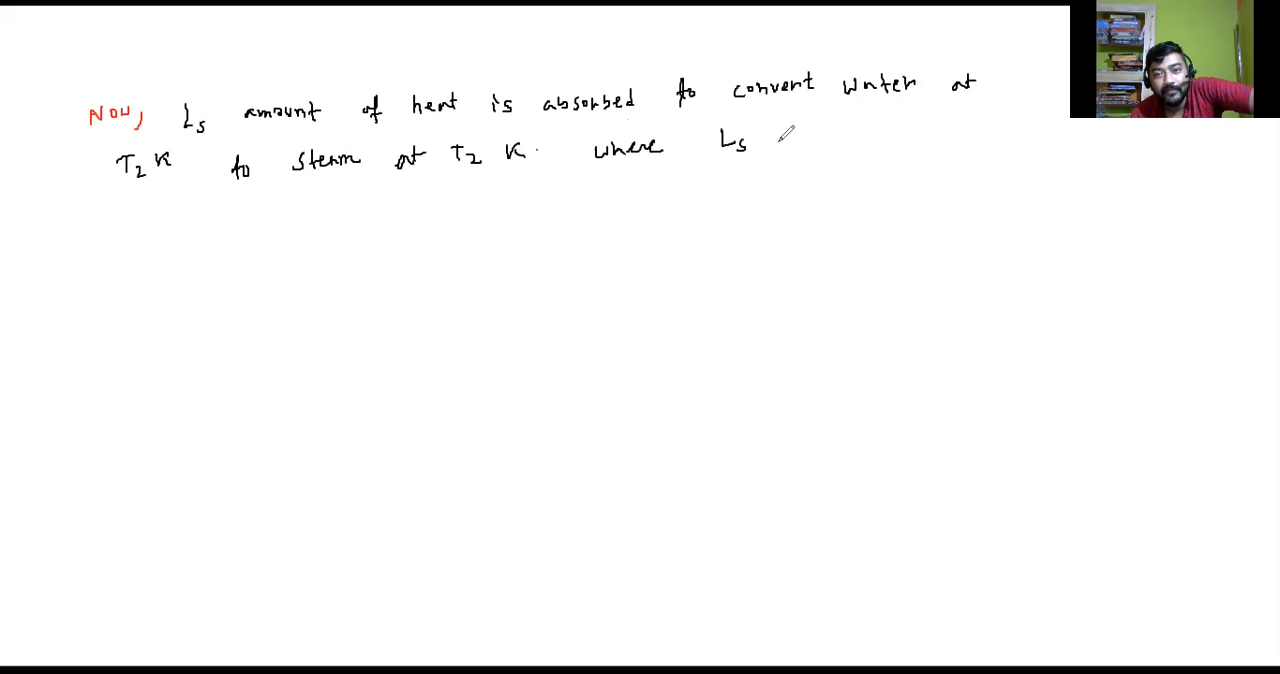 Now, Ls amount of heat is absorbed to convert water at
T₂ K to steam at T₂ K. where Ls